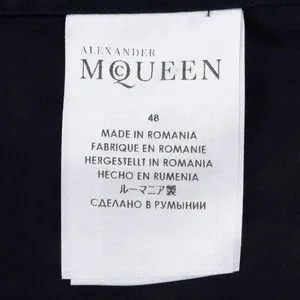 ALEXANDER
McQUEEN
48
MADE IN ROMANIA
FABRIQUE EN ROMANIE
HERGESTELLT IN ROMANIA
HECHO EN RUMENIA
ルーマニア製
СДЕЛАНО В РУМЫНИИ